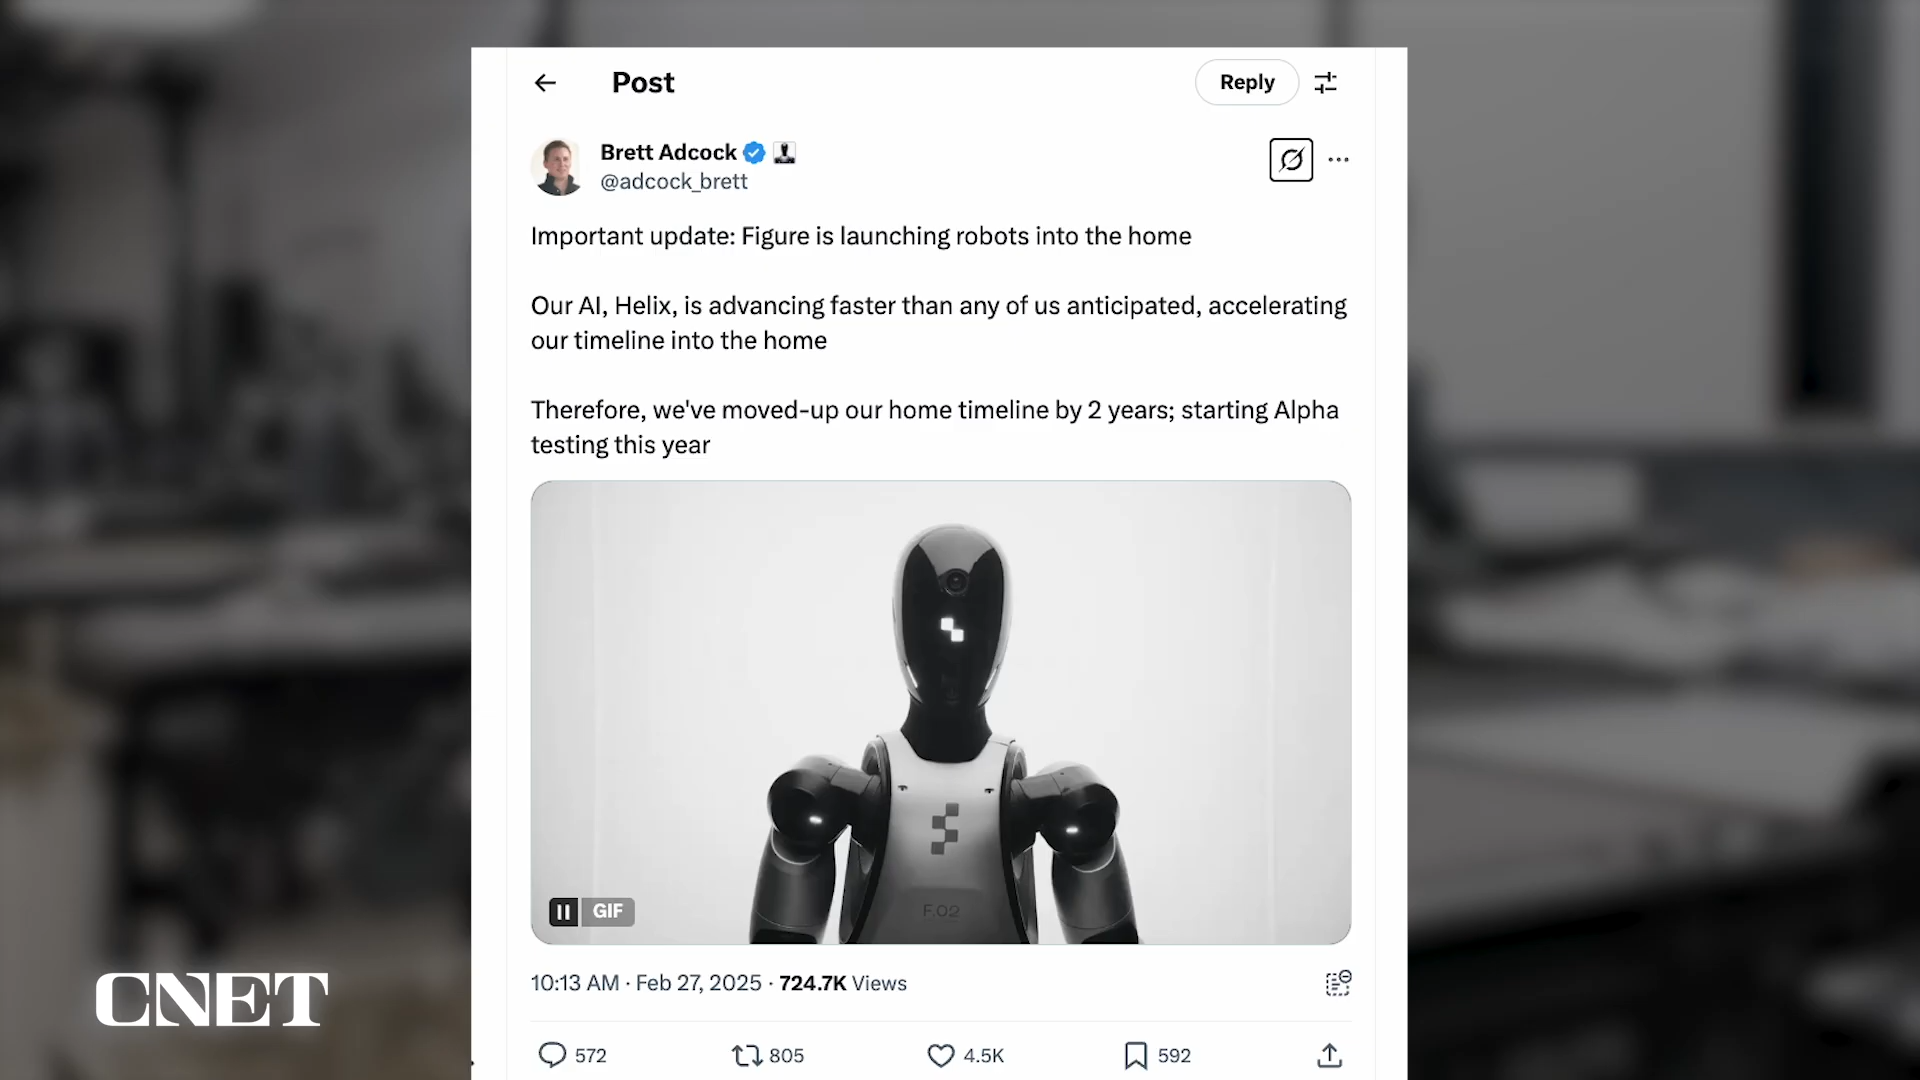 Post
Reply
Brett Adcock
@adcock_brett
Important update: Figure is launching robots into the home
Our AI, Helix, is advancing faster than any of us anticipated, accelerating
our timeline into the home
Therefore, we've moved-up our home timeline by 2 years; starting Alpha
testing this year
F.02
GIF
10:13 AM · Feb 27, 2025 · 724.7K Views
572
805
4.5K
592
CNET